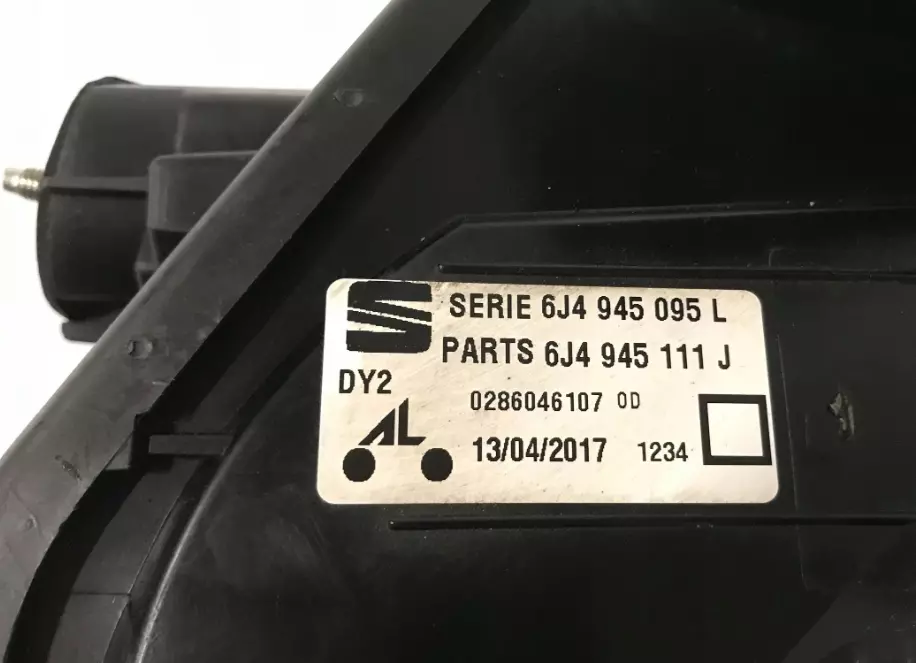 SERIE 6J4 945 095 L
PARTS 6J4 945 111 J
DY2
0286046107 0D
AL
13/04/2017 1234